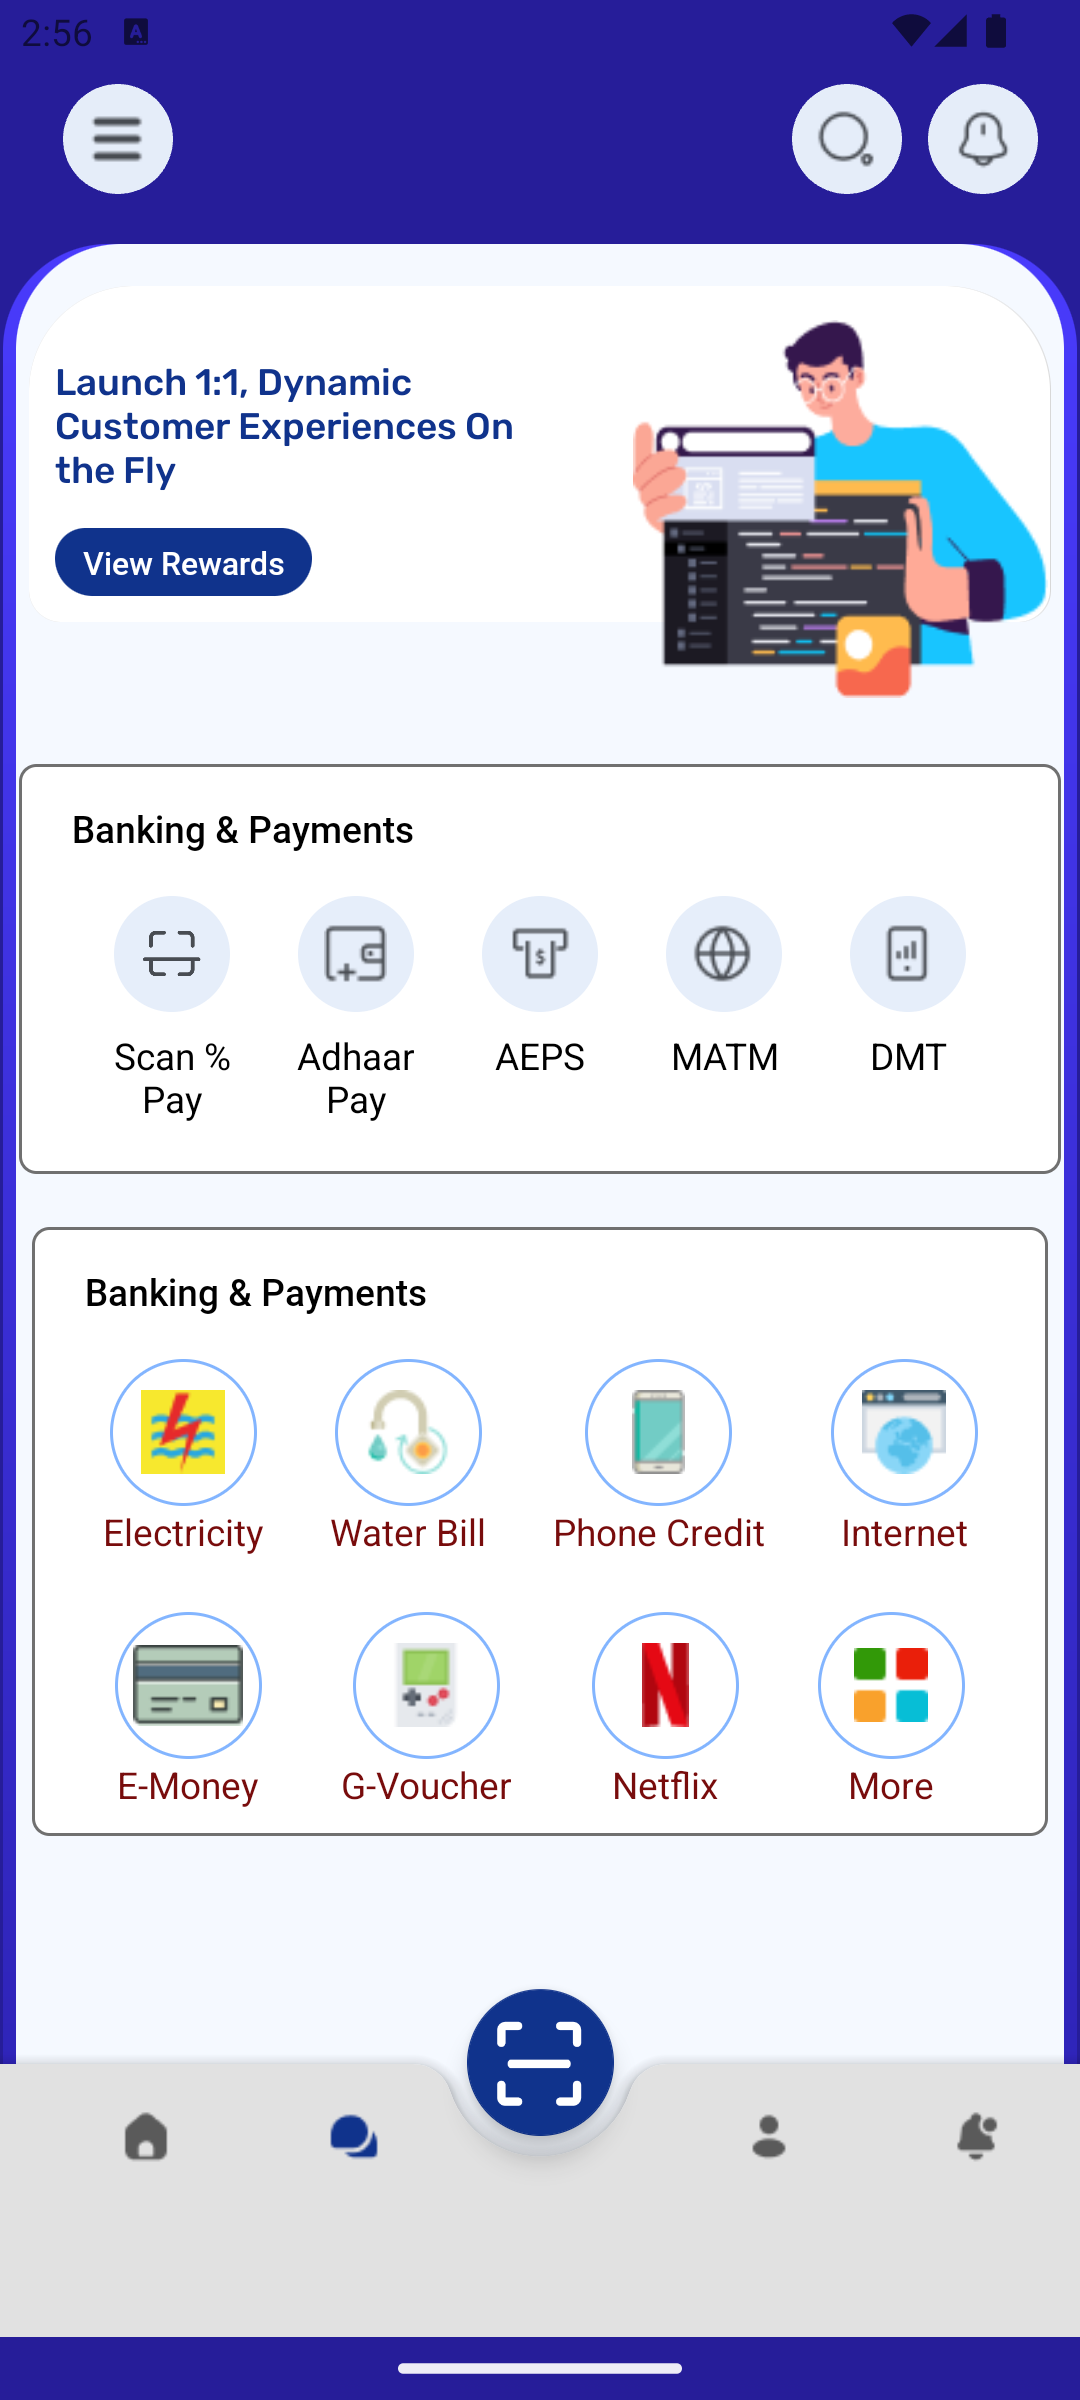 2:56
Launch 1:1, Dynamic
Customer Experiences On
the Fly
View Rewards
Banking & Payments
Scan %
Pay
Adhaar
Pay
AEPS
MATM
DMT
Banking & Payments
Electricity
Water Bill
Phone Credit
Internet
E-Money
G-Voucher
Netflix
More